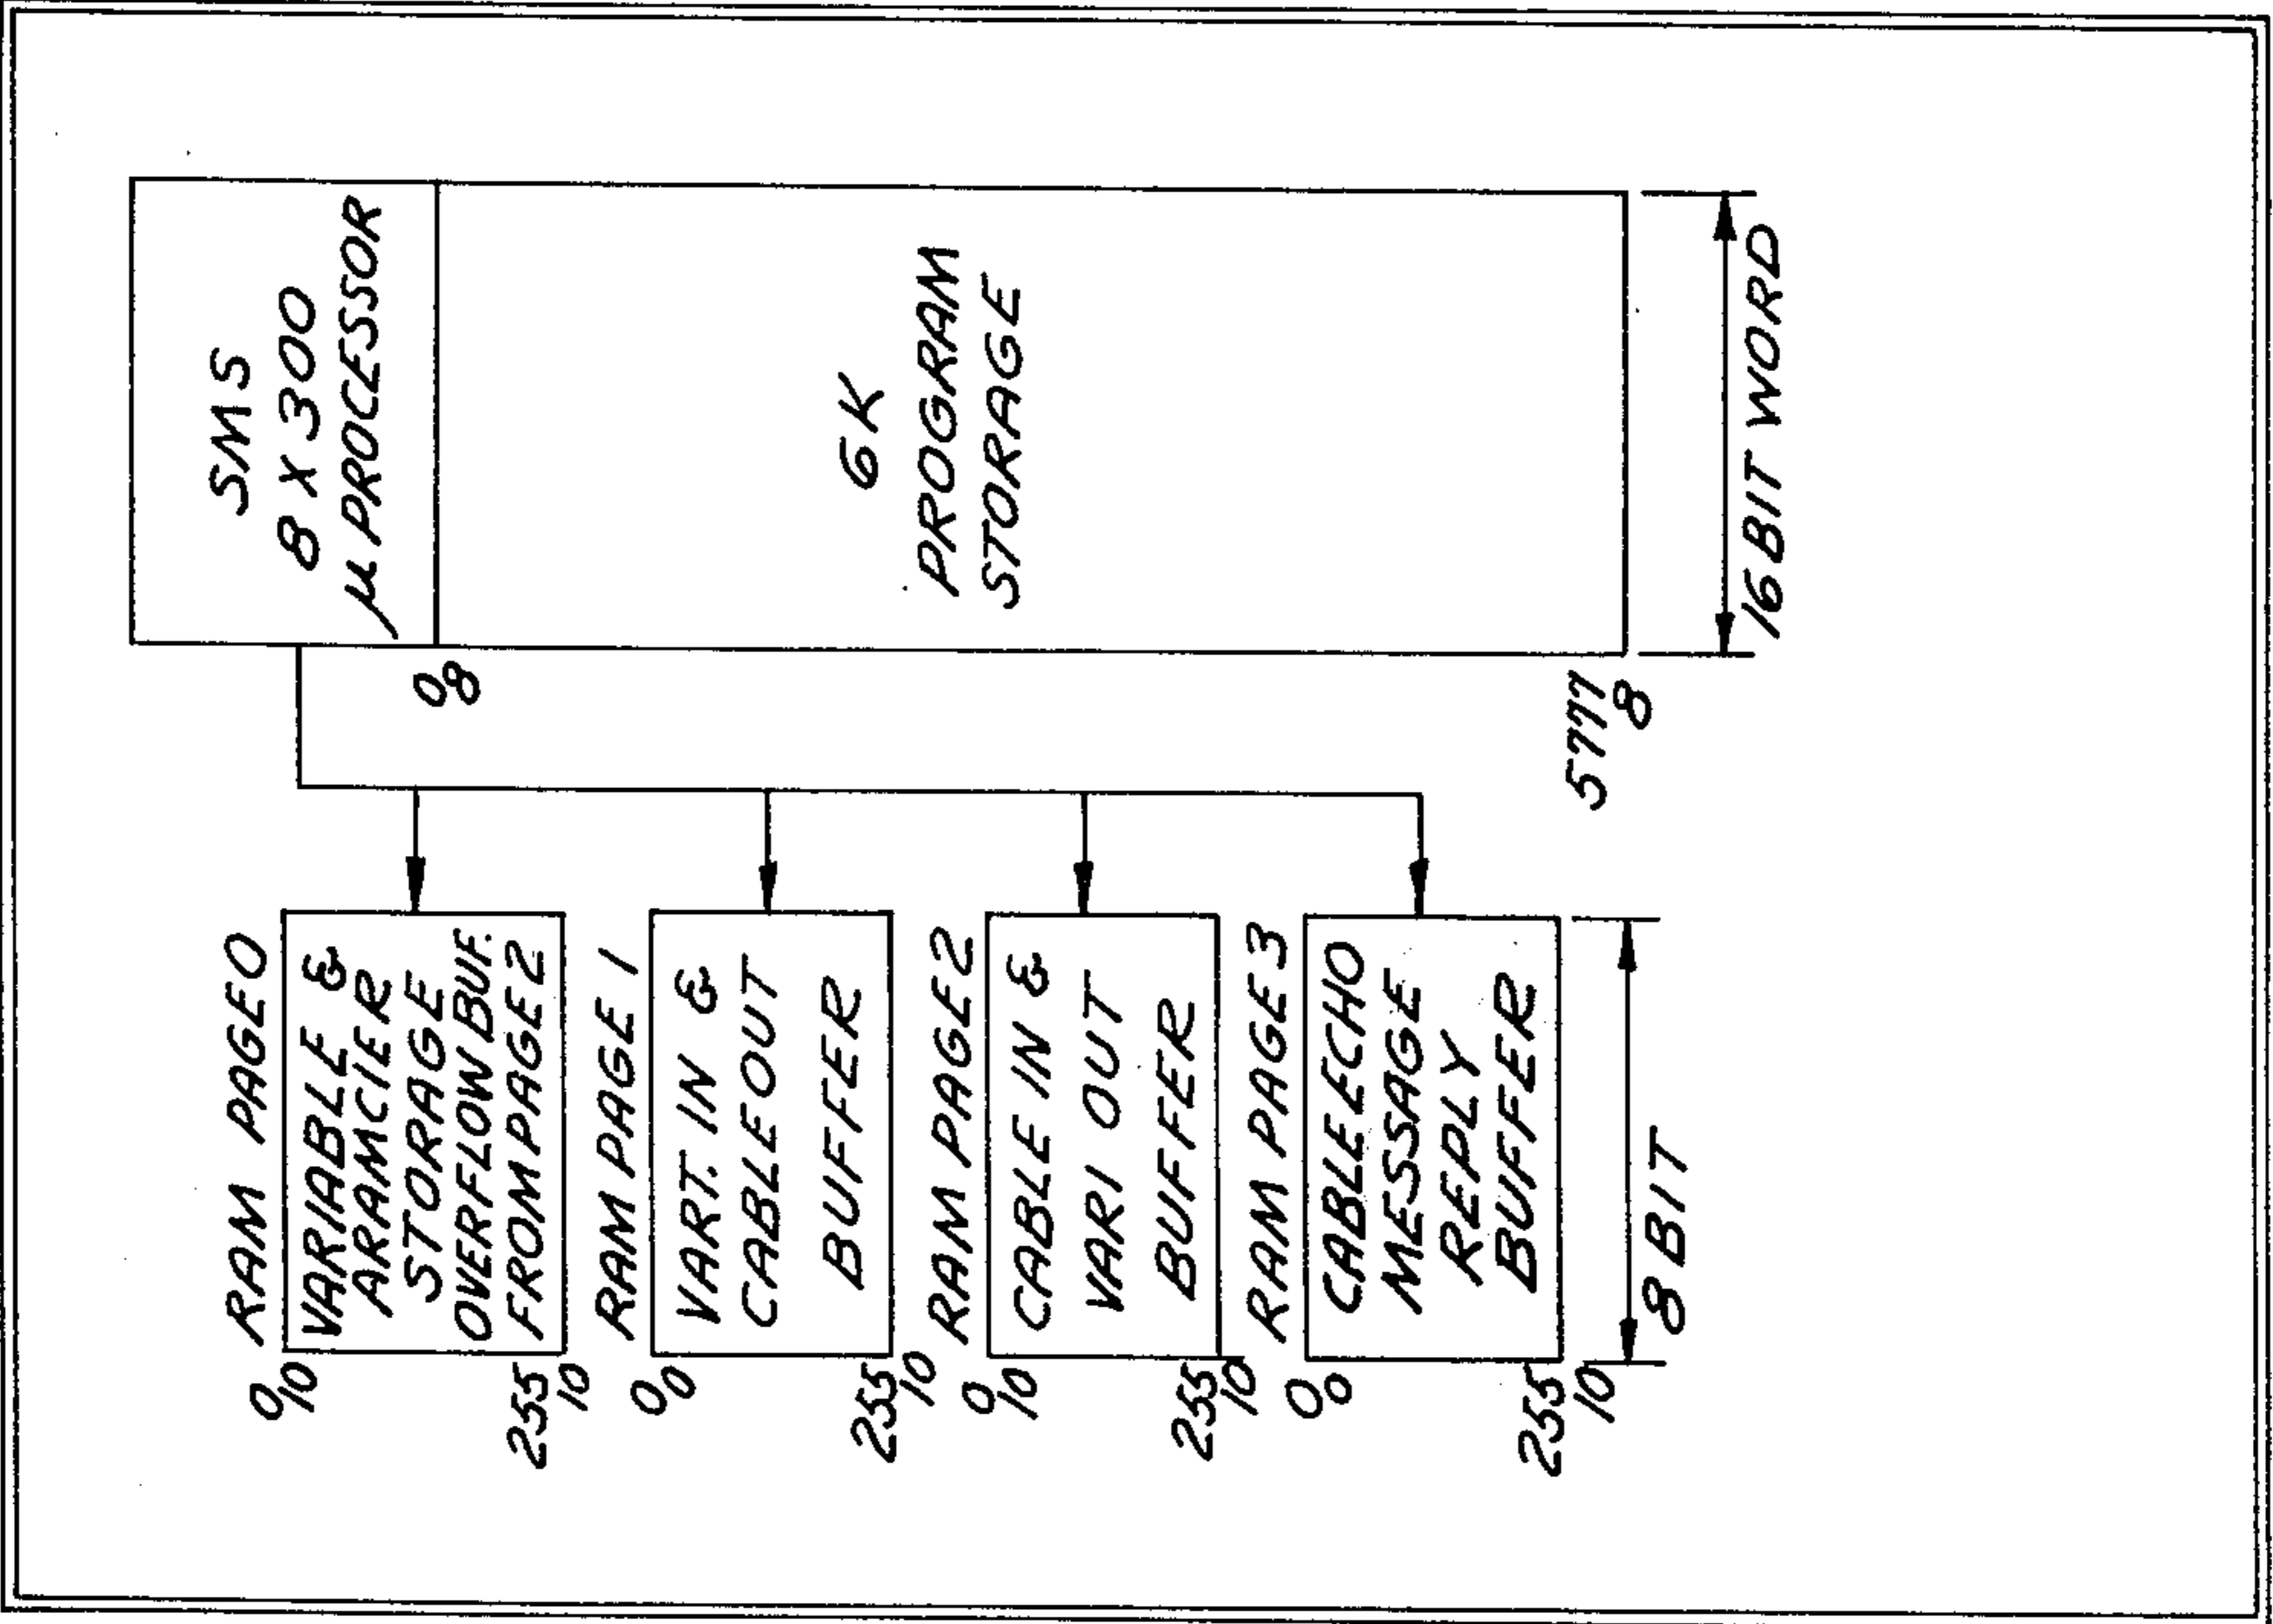 RAM PAGE 0
0
10
VARIABLE &
ARAMCIER
STORAGE
OVERFLOW BUF.
FROM PAGE 2
255
10
RAM PAGE 1
0
0
VART. IN &
CABLE OUT
BUFFER
255
10
RAM PAGE 2
0
10
CABLE IN &
VARI OUT
BUFFER
255
10
RAM PAGE 3
0
0
CABLE ECHO
MESSAGE
REPLY
BUFFER
255
10
8 BIT
SMS
8 X 300
µ PROCESSOR
0
8
6K
PROGRAM
STORAGE
5777
8
16 BIT WORD